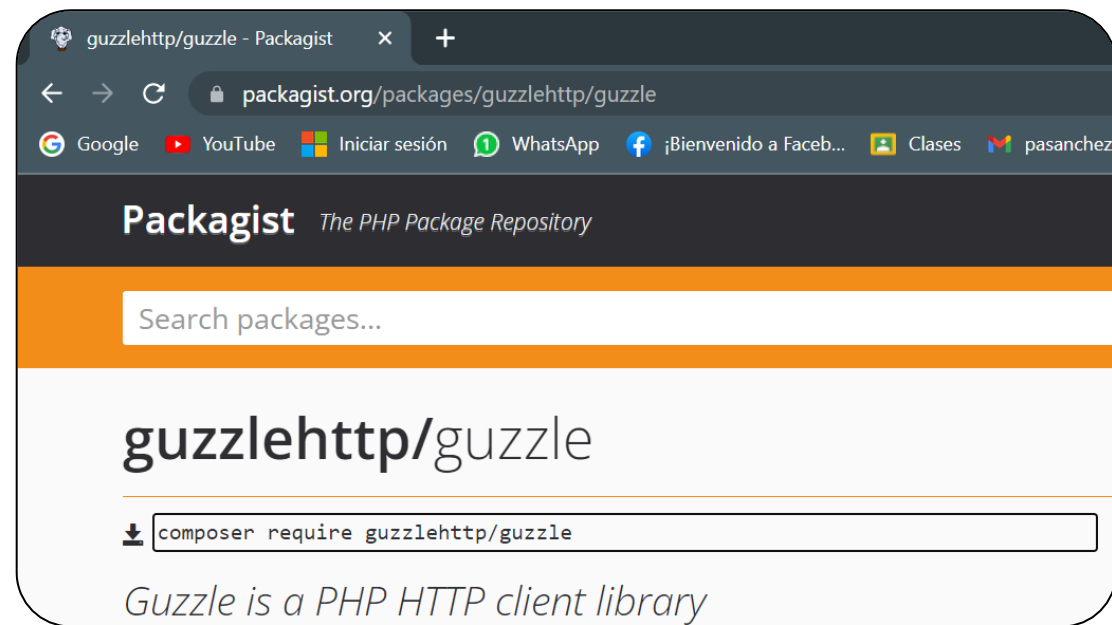 guzzlehttp/guzzle - Packagist
packagist.org/packages/guzzlehttp/guzzle
Google YouTube Iniciar sesión 1 WhatsApp ¡Bienvenido a Faceb... Clases pasanchez
Packagist The PHP Package Repository
Search packages...
guzzlehttp/guzzle
composer require guzzlehttp/guzzle
Guzzle is a PHP HTTP client library